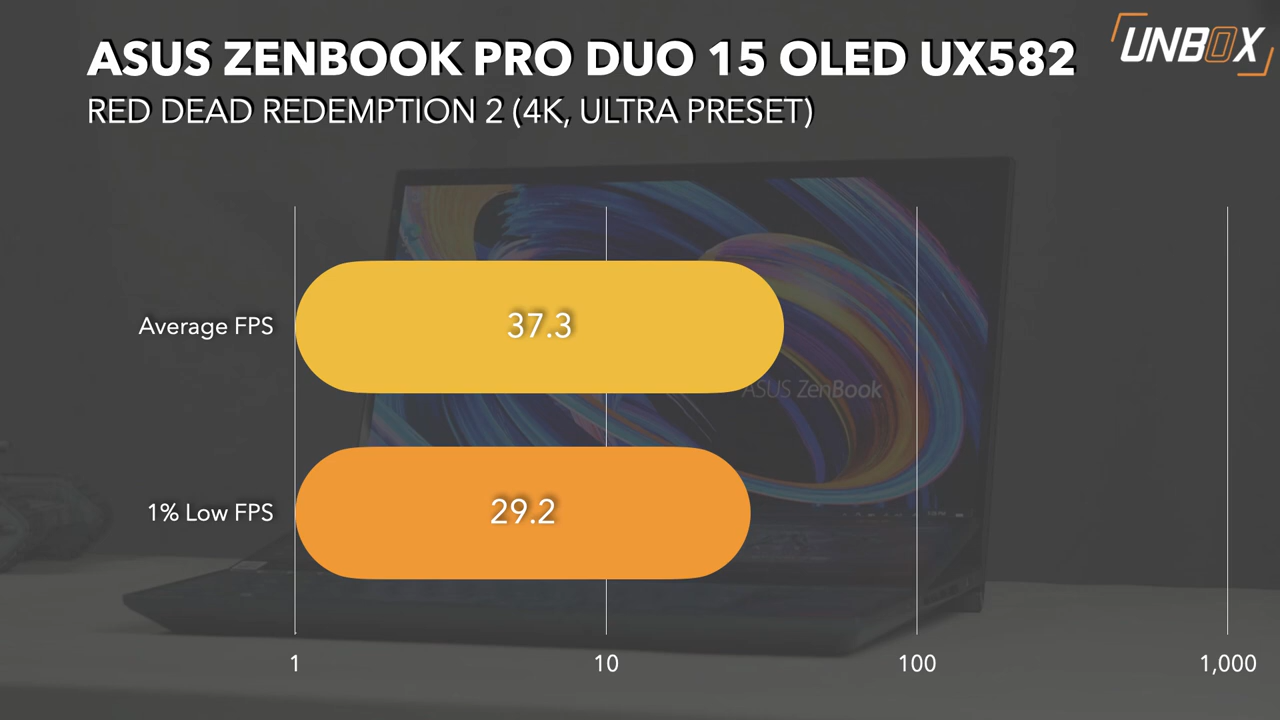 ASUS ZENBOOK PRO DUO 15 OLED UX582
UNBOX
RED DEAD REDEMPTION 2 (4K, ULTRA PRESET)
Average FPS
37.3
ASUS ZenBook
1% Low FPS
29.2
1
10
100
1,000